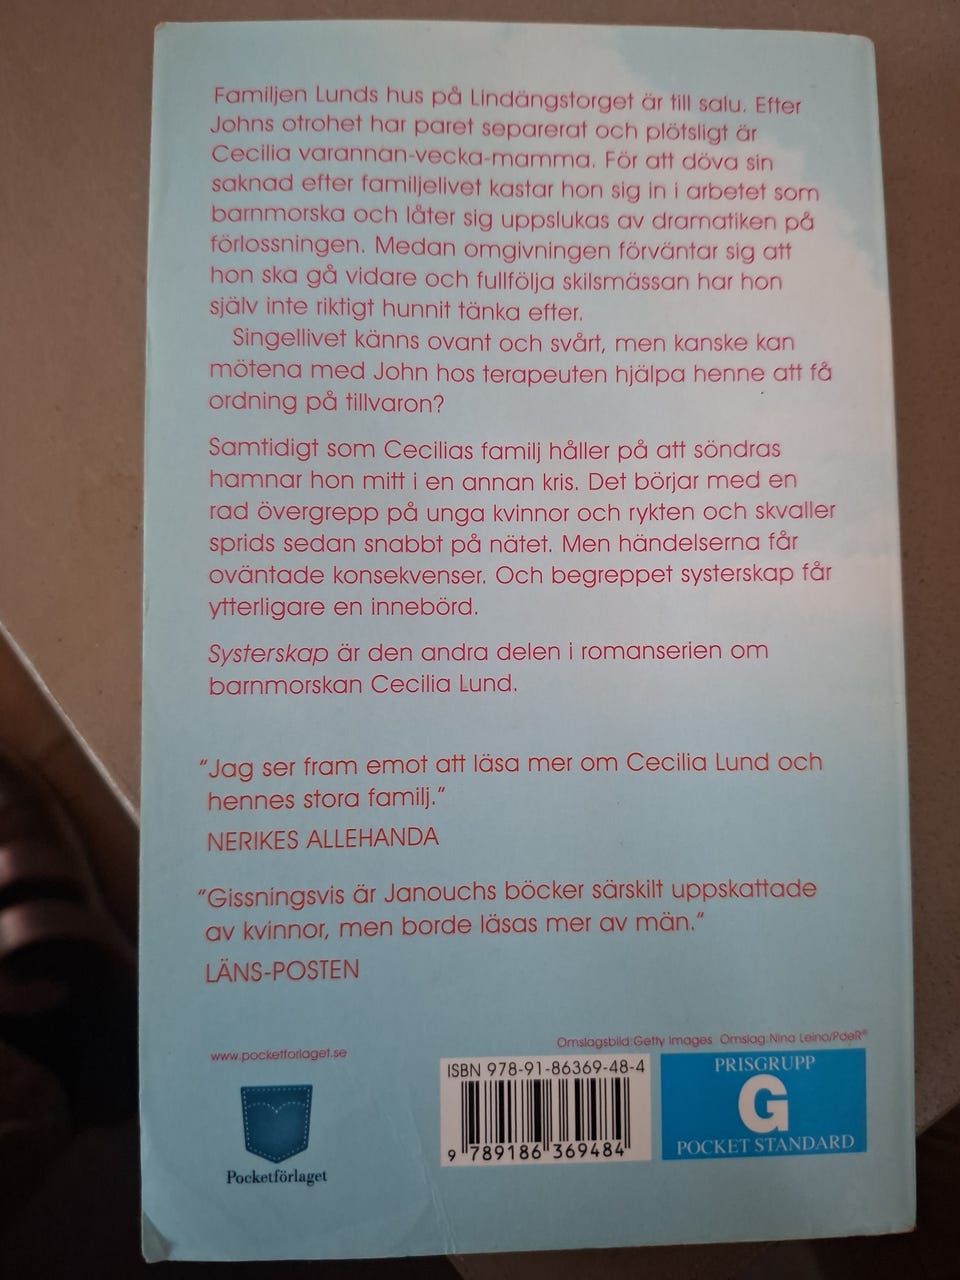 Familjen Lunds hus på Lindängstorget är till salu. Efter
Johns otrohet har paret separerat och plötsligt är
Cecilia varannan-vecka-mamma. För att döva sin
saknad efter familjelivet kastar hon sig in i arbetet som
barnmorska och låter sig uppslukas av dramatiken på
förlossningen. Medan omgivningen förväntar sig att
hon ska gå vidare och fullfölja skilsmässan har hon
själv inte riktigt hunnit tänka efter.
Singellivet känns ovant och svårt, men kanske kan
mötena med John hos terapeuten hjälpa henne att få
ordning på tillvaron?
Samtidigt som Cecilias familj håller på att söndras
hamnar hon mitt i en annan kris. Det börjar med en
rad övergrepp på unga kvinnor och rykten och skvaller
sprids sedan snabbt på nätet. Men händelserna får
oväntade konsekvenser. Och begreppet systerskap får
ytterligare en innebörd.
Systerskap är den andra delen i romanserien om
barnmorskan Cecilia Lund.
“Jag ser fram emot att läsa mer om Cecilia Lund och
hennes stora familj.”
NERIKES ALLEHANDA
“Gissningsvis är Janouchs böcker särskilt uppskattade
av kvinnor, men borde läsas mer av män.”
LÄNS-POSTEN
Omslagsbild: Getty Images Omslag: Nina Leino/PdeR®
www.pocketforlaget.se
Pocketförlaget
ISBN 978-91-86369-48-4
9 789186 369484
PRISGRUPP
G
POCKET STANDARD